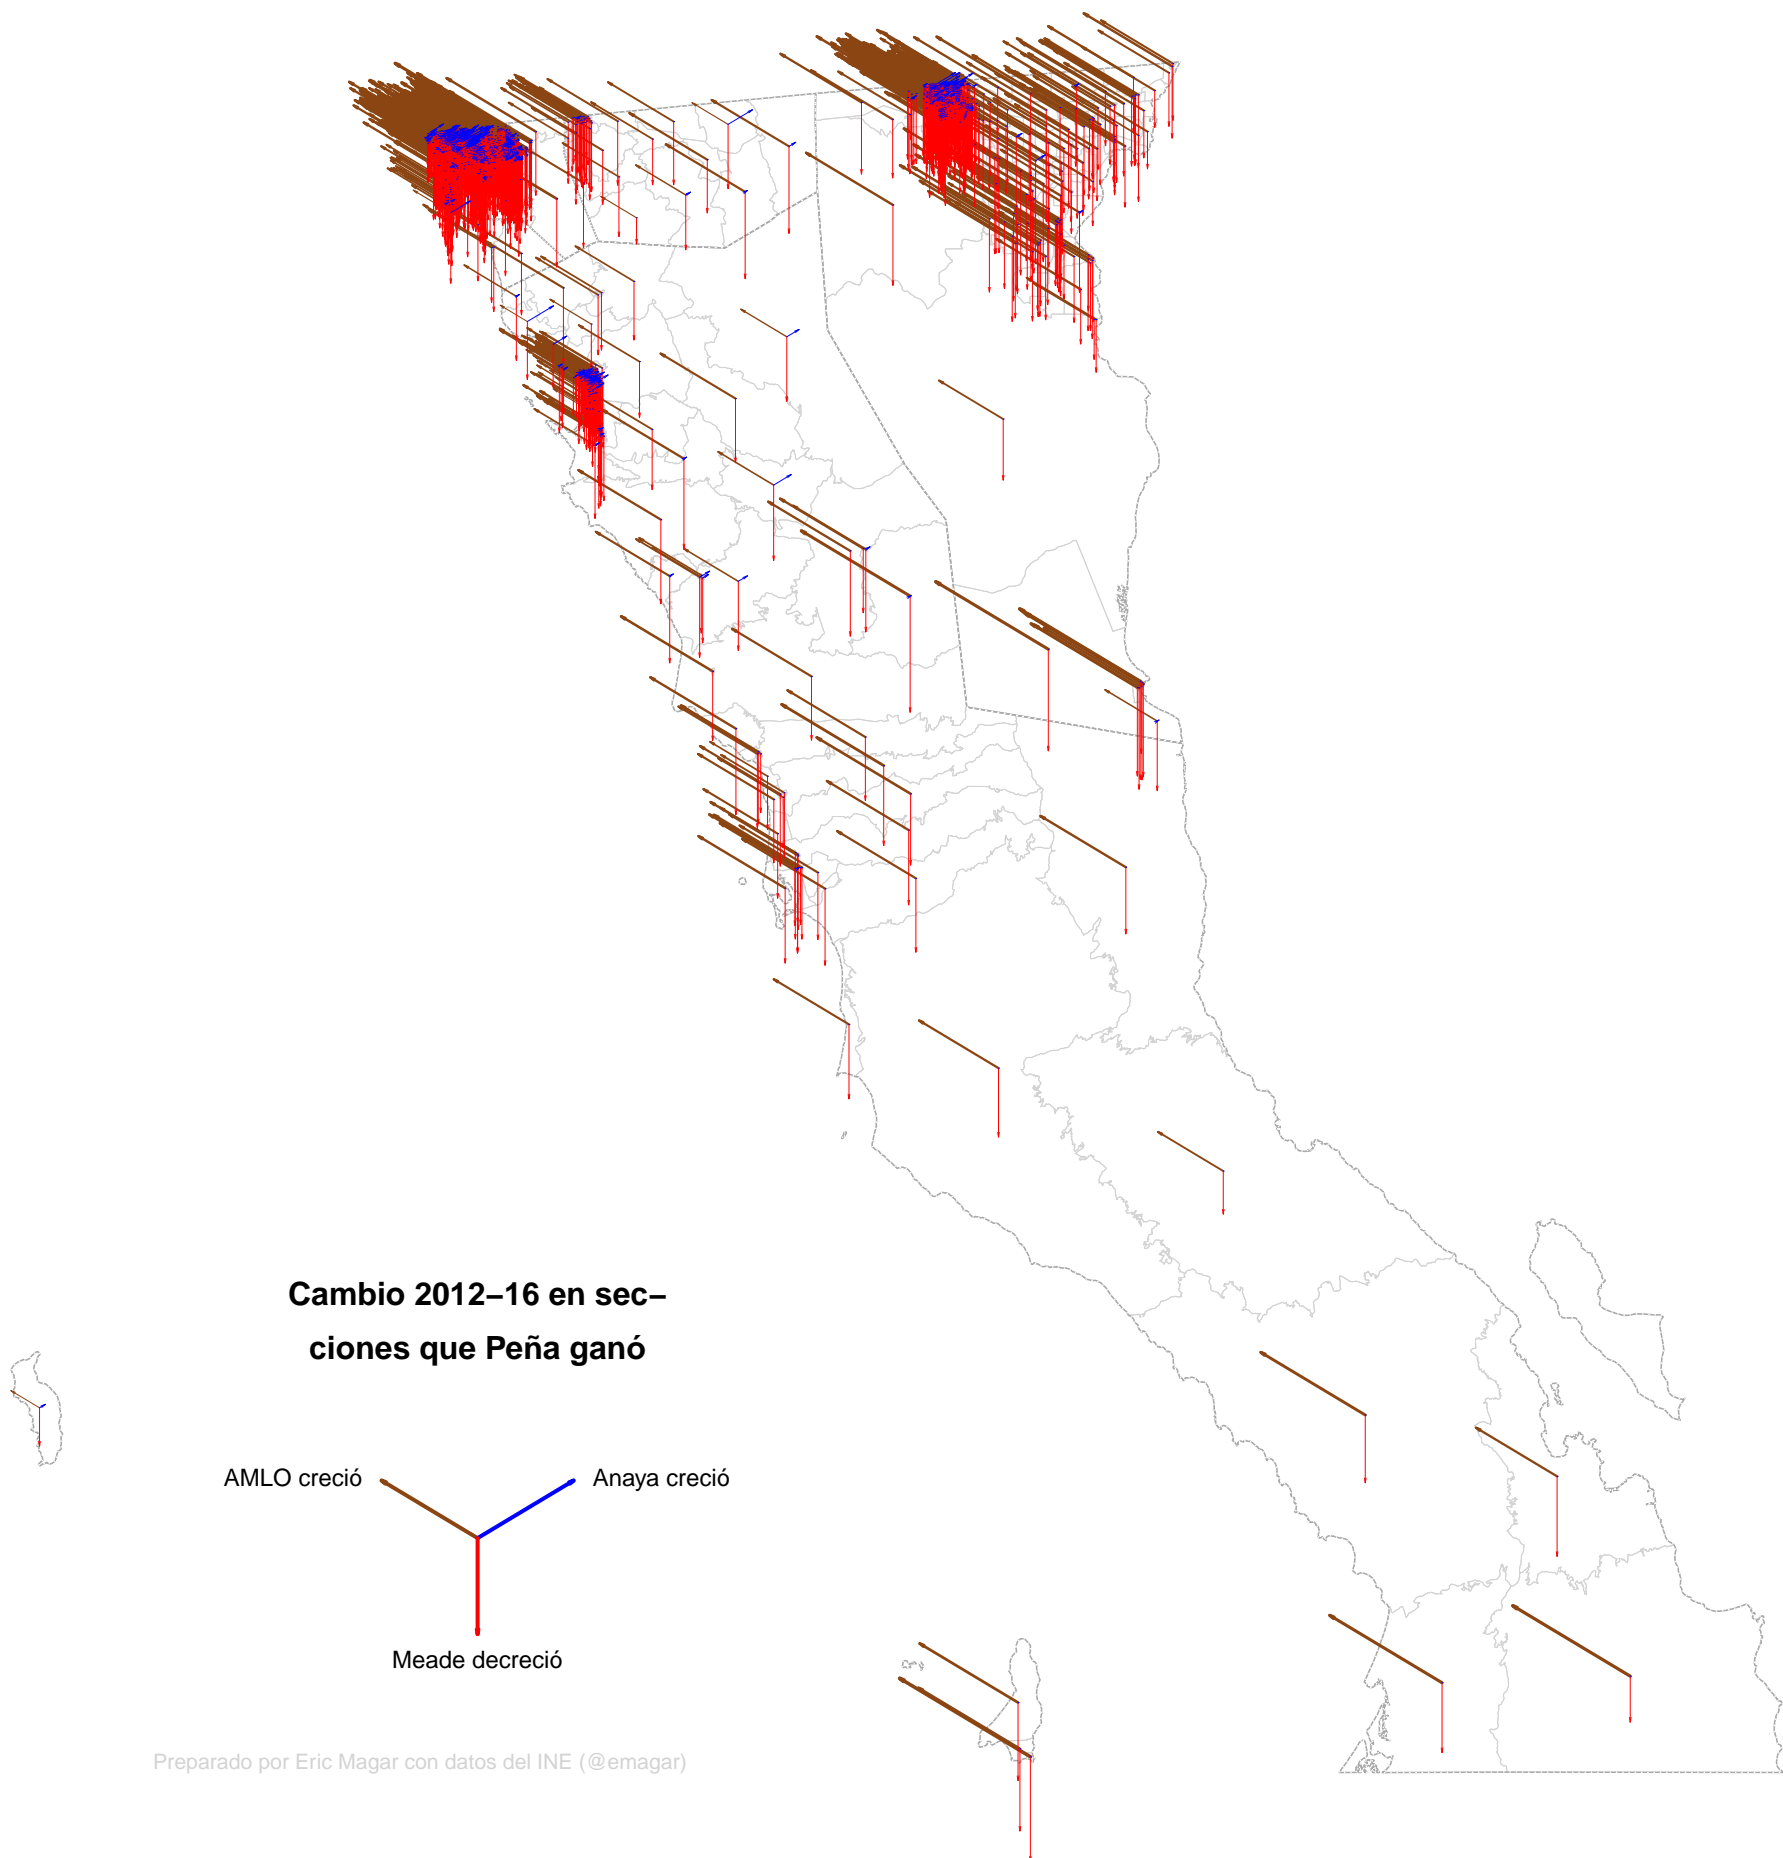 Cambio 2012–16 en sec–
ciones que Peña ganó
AMLO creció
Anaya creció
Meade decreció
Preparado por Eric Magar con datos del INE (@emagar)